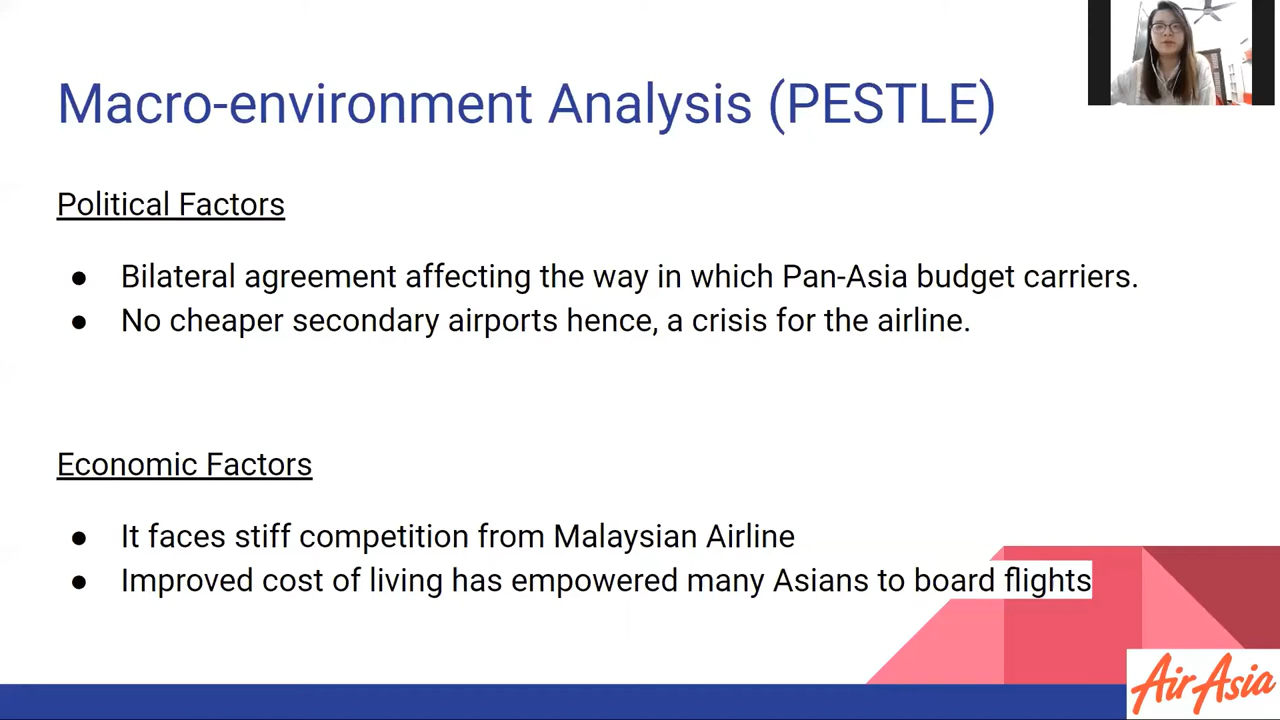 Macro-environment Analysis (PESTLE)
Political Factors
● Bilateral agreement affecting the way in which Pan-Asia budget carriers.
● No cheaper secondary airports hence, a crisis for the airline.
Economic Factors
● It faces stiff competition from Malaysian Airline
● Improved cost of living has empowered many Asians to board flights
AirAsia